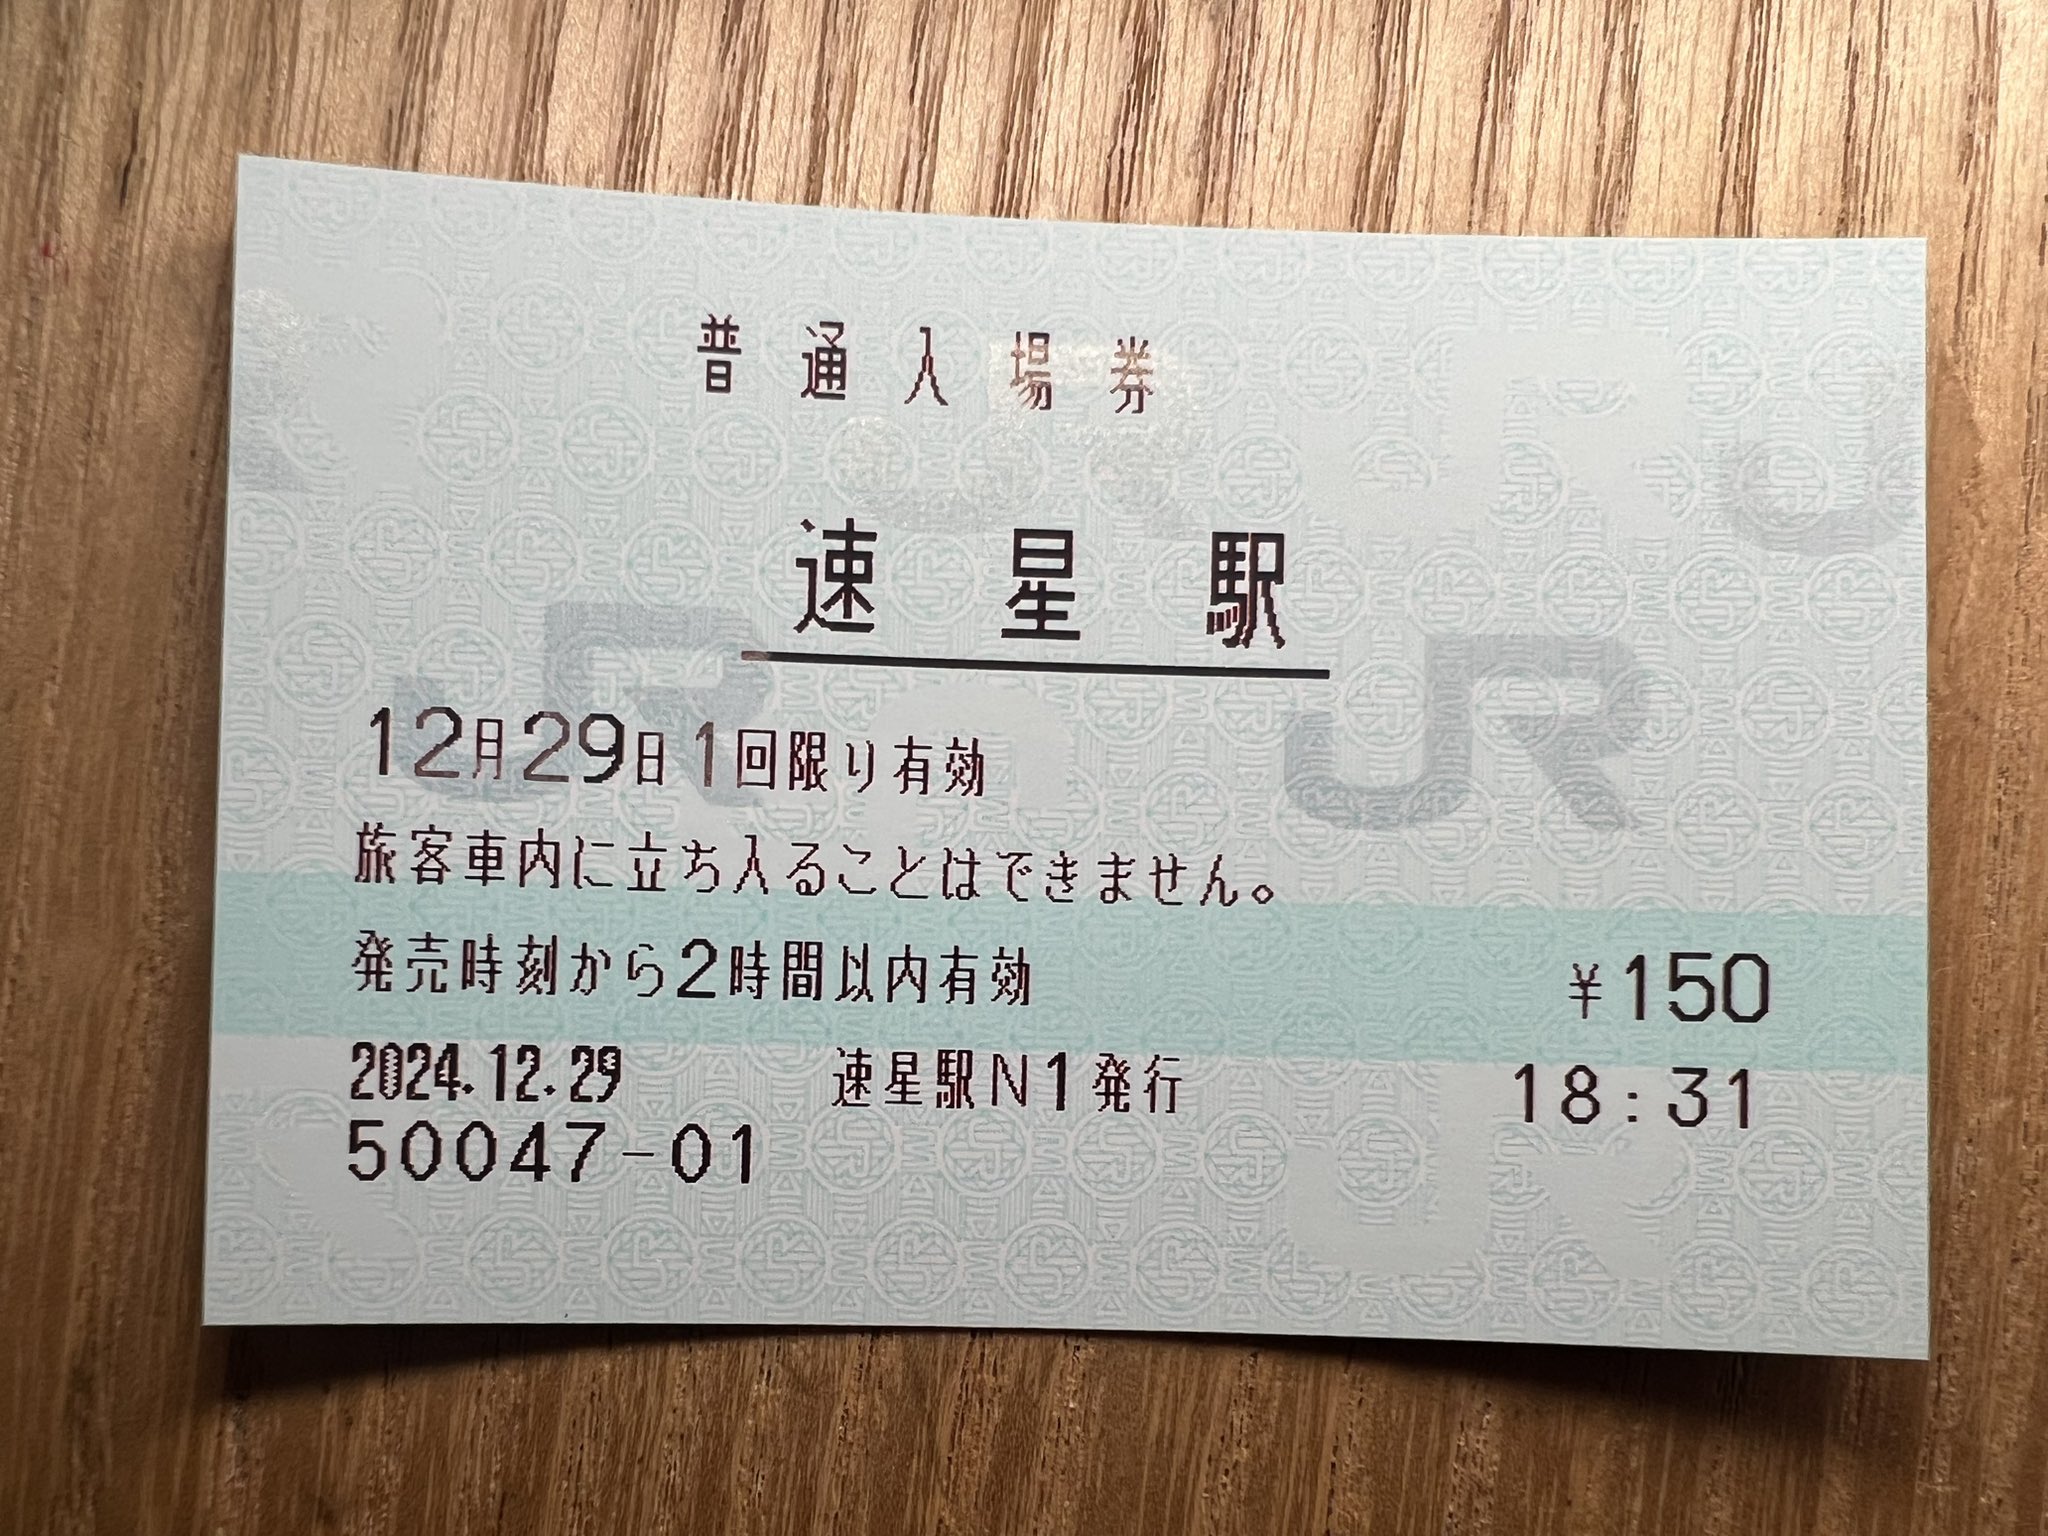 普通入場券
速星駅
12月29日1回限り有効
旅客車内に立ち入ることはできません。
発売時刻から2時間以内有効 ¥150
2024.12.29 速星駅N1発行 18:31
50047-01